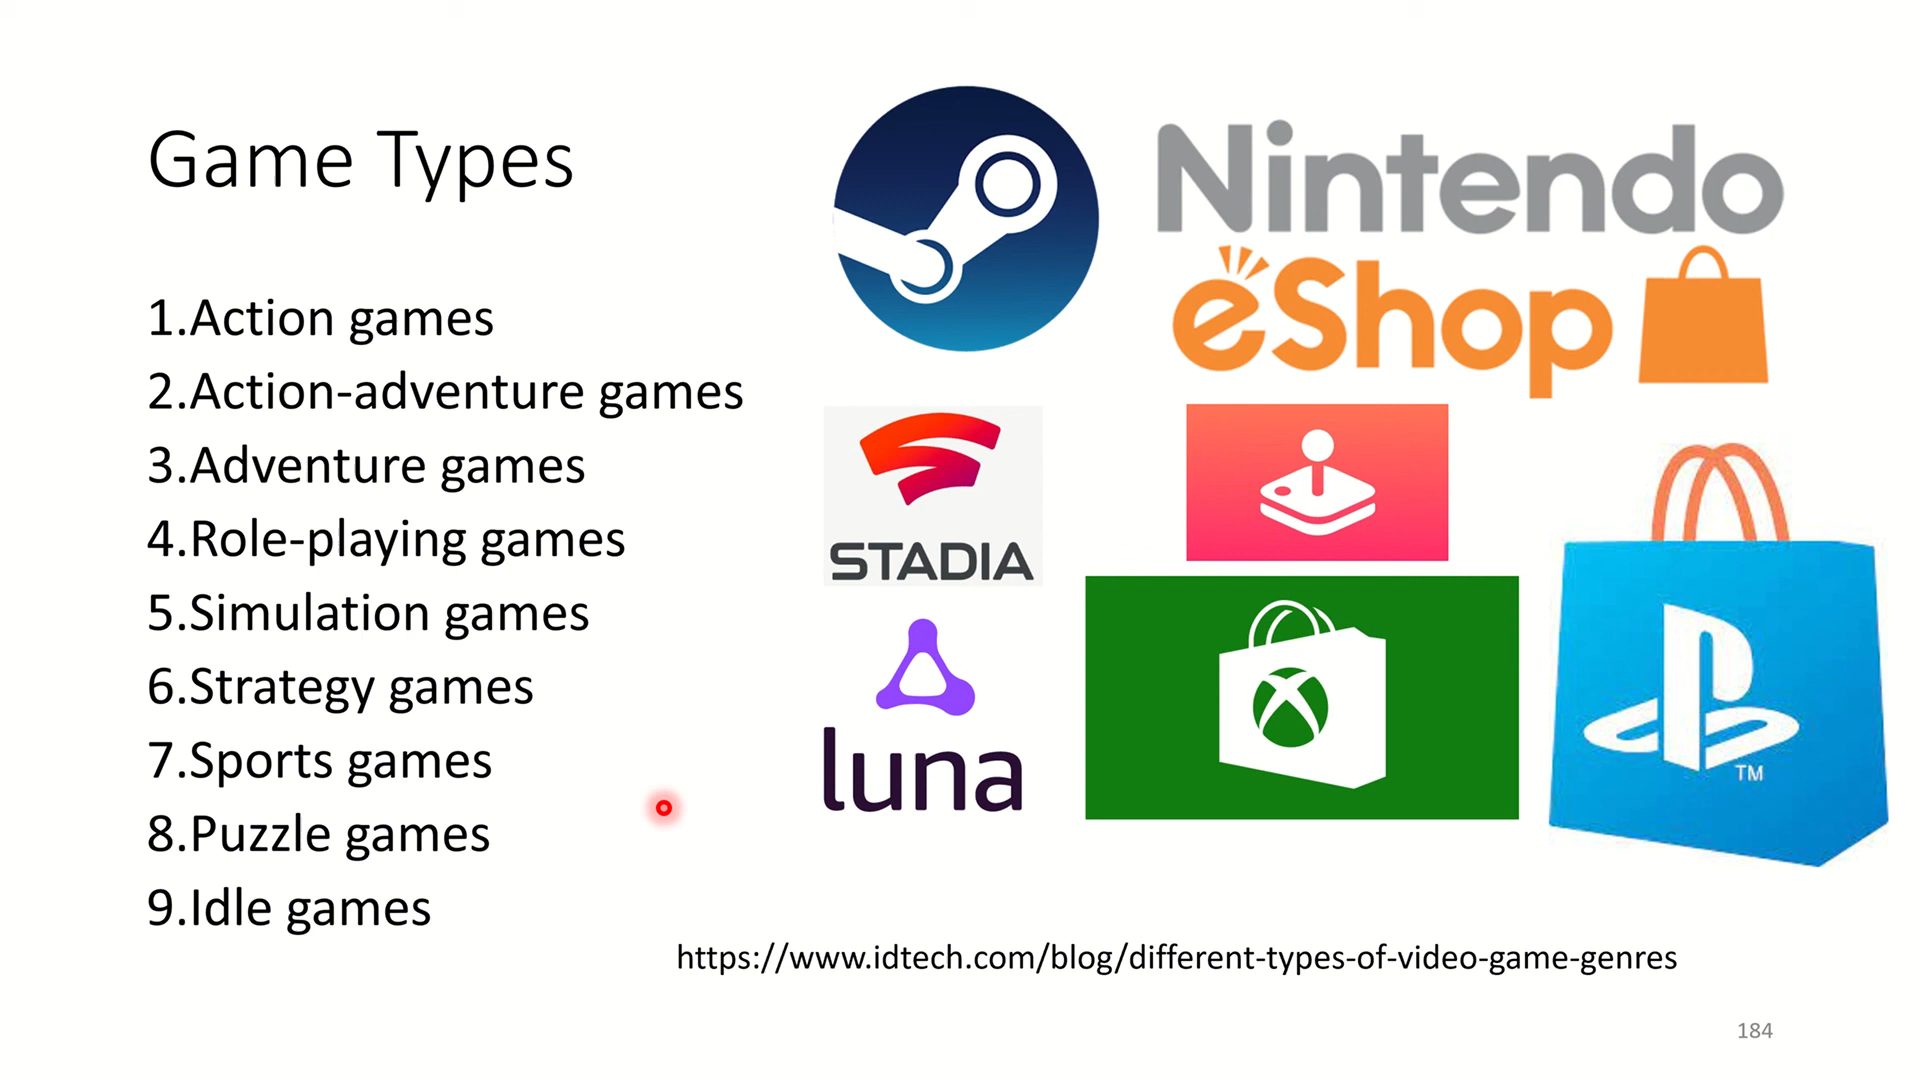 Game Types
1.Action games
2.Action-adventure games
3.Adventure games
4.Role-playing games
5.Simulation games
6.Strategy games
7.Sports games
8.Puzzle games
9.Idle games
Nintendo
eShop
STADIA
luna
TM
https://www.idtech.com/blog/different-types-of-video-game-genres
184